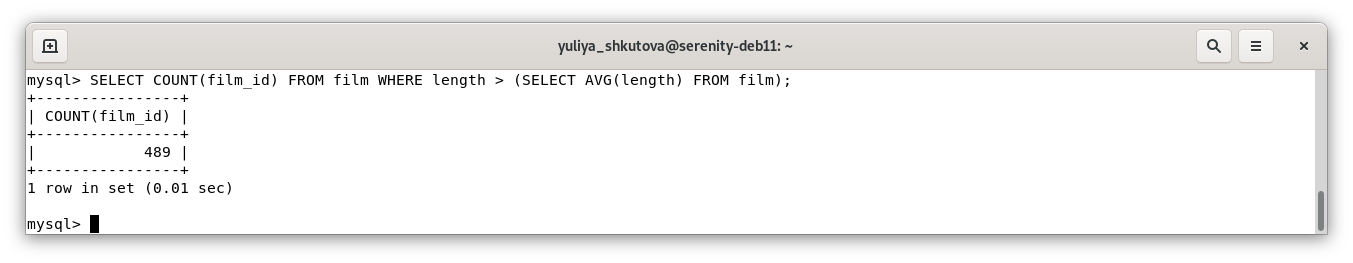 yuliya_shkutova@serenity-deb11: ~
mysql> SELECT COUNT(film_id) FROM film WHERE length > (SELECT AVG(length) FROM film);
+----------------+
| COUNT(film_id) |
+----------------+
|            489 |
+----------------+
1 row in set (0.01 sec)
mysql>